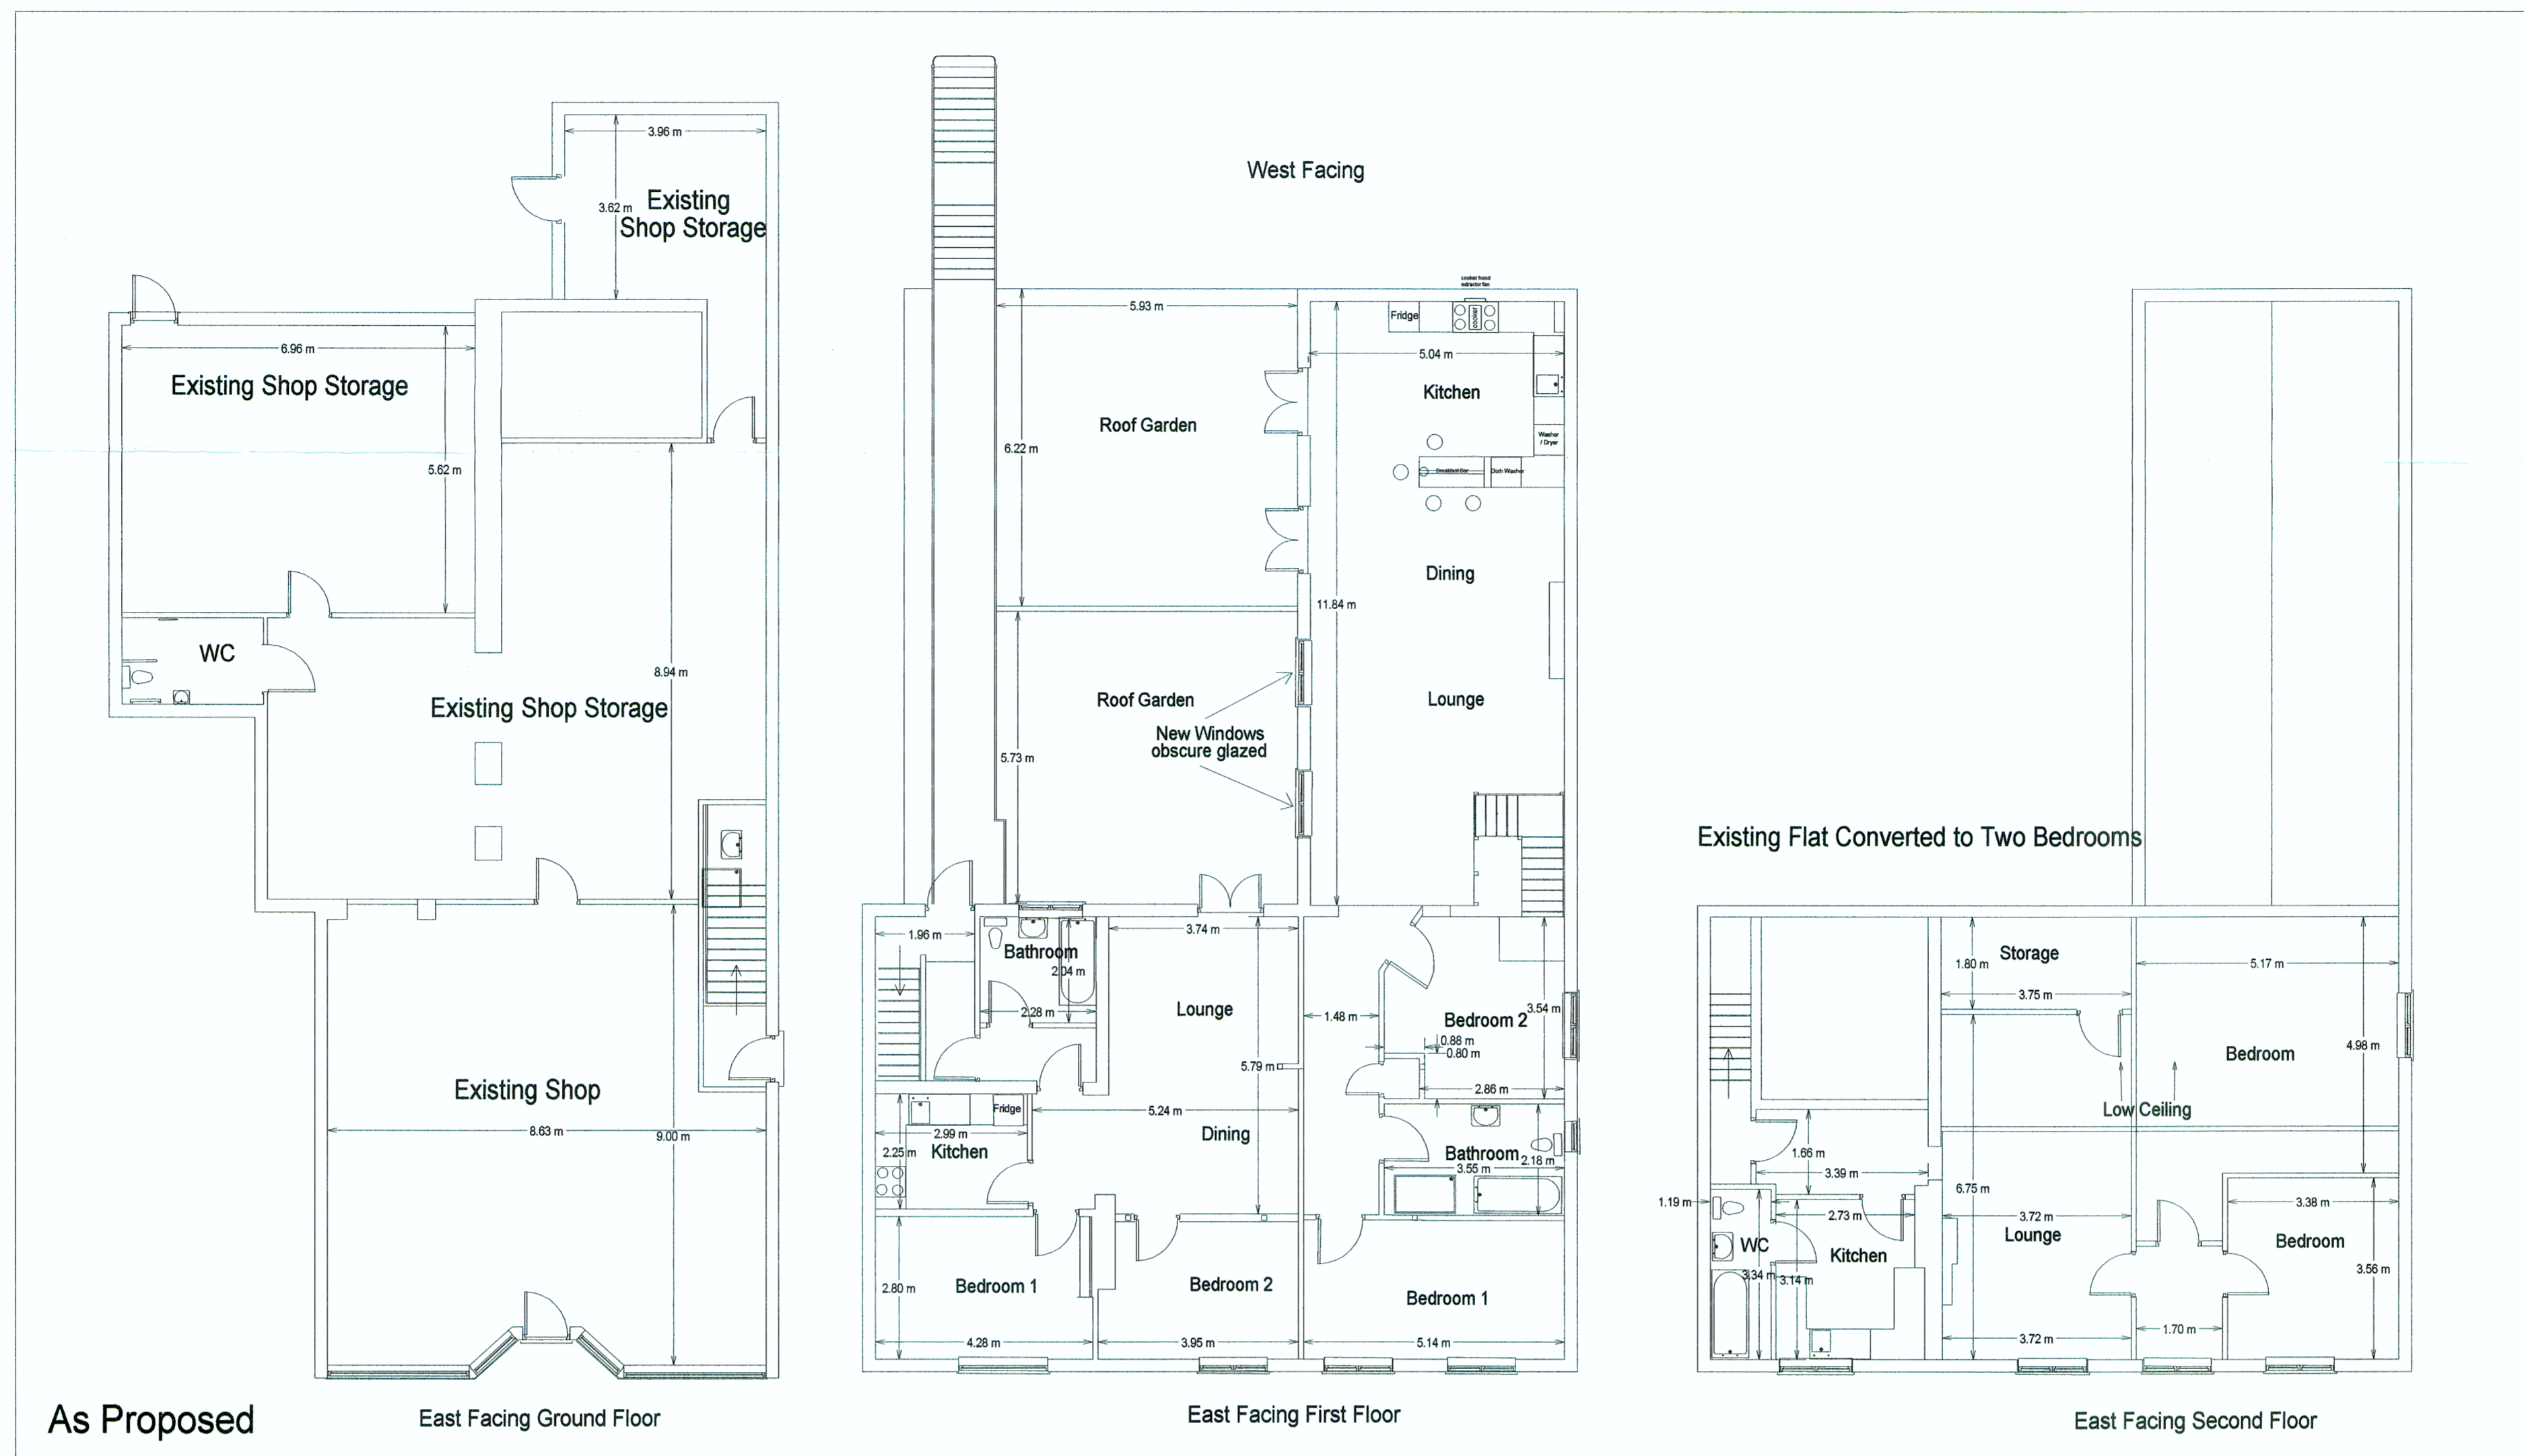 3.96 m
Existing
Shop Storage
3.62 m
6.96 m
Existing Shop Storage
5.62 m
WC
8.94 m
Existing Shop Storage
Existing Shop
8.63 m
9.00 m
As Proposed
East Facing Ground Floor
West Facing
cooker hood
extractor fan
5.93 m
Fridge
cooker
5.04 m
Kitchen
Roof Garden
6.22 m
Washer
/ Dryer
Breakfast Bar
Dish Washer
Dining
11.84 m
Roof Garden
Lounge
New Windows
obscure glazed
5.73 m
1.96 m
Bathroom
2.04 m
2.28 m
3.74 m
Lounge
5.79 m
1.48 m
Bedroom 2
3.54 m
0.88 m
0.80 m
2.86 m
Fridge
2.99 m
2.25 m
Kitchen
5.24 m
Dining
Bathroom
2.18 m
3.55 m
2.80 m
Bedroom 1
4.28 m
Bedroom 2
3.95 m
Bedroom 1
5.14 m
East Facing First Floor
Existing Flat Converted to Two Bedrooms
Storage
1.80 m
3.75 m
5.17 m
Bedroom
4.98 m
Low Ceiling
1.66 m
3.39 m
6.75 m
1.19 m
2.73 m
3.72 m
3.38 m
WC
Kitchen
Lounge
Bedroom
3.34 m
3.14 m
3.56 m
3.72 m
1.70 m
East Facing Second Floor